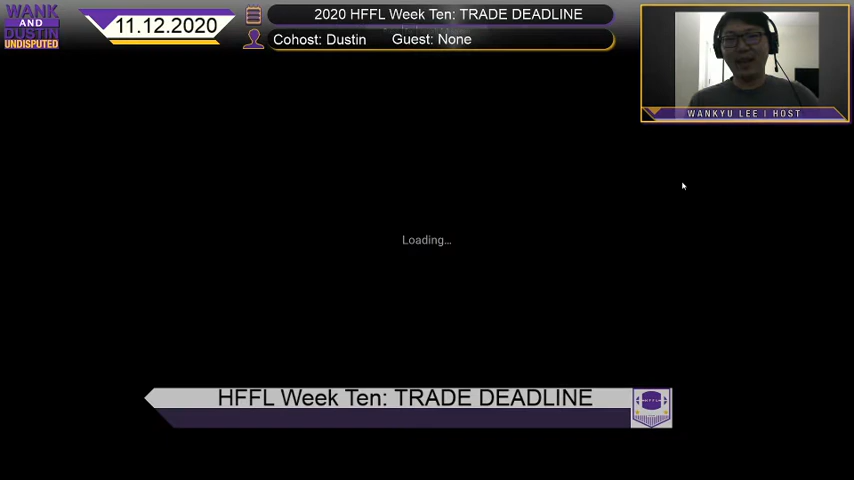 WANK
AND
DUSTIN
UNDISPUTED
11.12.2020
2020 HFFL Week Ten: TRADE DEADLINE
Cohost: Dustin Guest: None
WANKYU LEE | HOST
Loading...
HFFL Week Ten: TRADE DEADLINE
HFFL